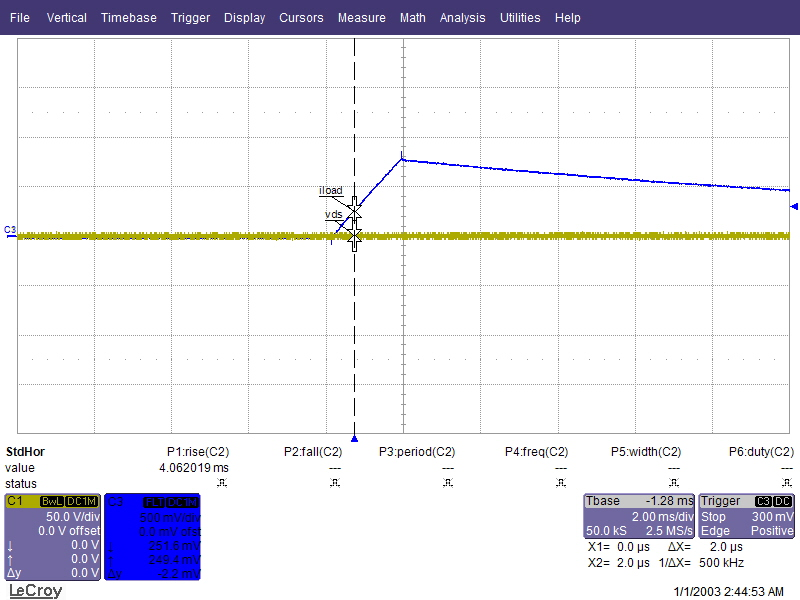 File Vertical Timebase Trigger Display Cursors Measure Math Analysis Utilities Help
iload
vds
C3
StdHor P1:rise(C2) P2:fall(C2) P3:period(C2) P4:freq(C2) P5:width(C2) P6:duty(C2)
value 4.062019 ms --- --- --- --- ---
status
C1 BwL DC1M
50.0 V/div
0.0 V offset
↓ 0.0 V
↑ 0.0 V
Δy 0.0 V
C3 FLT DC1M
500 mV/div
0.0 mV ofst
↓ 251.6 mV
↑ 249.4 mV
Δy -2.2 mV
Tbase -1.28 ms
2.00 ms/div
50.0 kS 2.5 MS/s
Trigger C3 DC
Stop 300 mV
Edge Positive
X1= 0.0 µs ΔX= 2.0 µs
X2= 2.0 µs 1/ΔX= 500 kHz
LeCroy
1/1/2003 2:44:53 AM